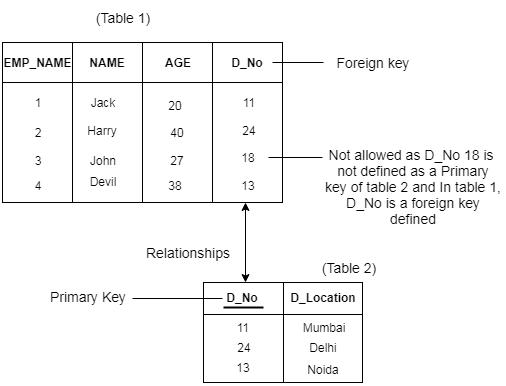 (Table 1)
EMP_NAME NAME AGE D_No Foreign key
1 Jack 20 11
2 Harry 40 24
3 John 27 18
4 Devil 38 13
Not allowed as D_No 18 is
not defined as a Primary
key of table 2 and In table 1,
D_No is a foreign key
defined
Relationships
(Table 2)
Primary Key D_No D_Location
11 Mumbai
24 Delhi
13 Noida